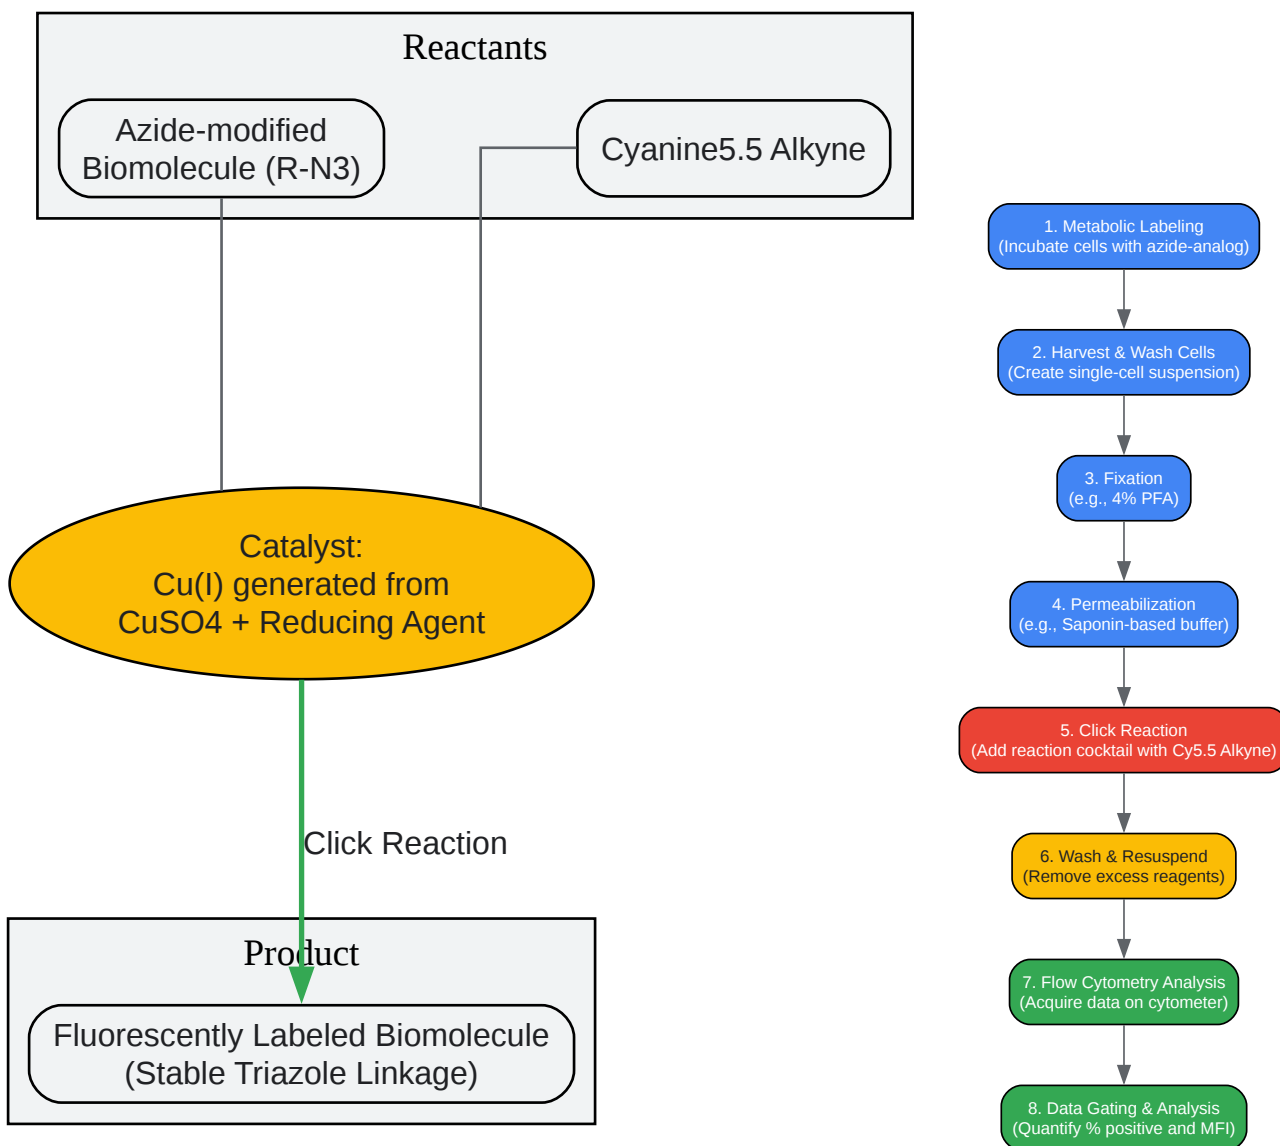 Reactants
Azide-modified
Biomolecule (R-N3)
Cyanine5.5 Alkyne
Catalyst:
Cu(I) generated from
CuSO4 + Reducing Agent
Click Reaction
Product
Fluorescently Labeled Biomolecule
(Stable Triazole Linkage)
1. Metabolic Labeling
(Incubate cells with azide-analog)
2. Harvest & Wash Cells
(Create single-cell suspension)
3. Fixation
(e.g., 4% PFA)
4. Permeabilization
(e.g., Saponin-based buffer)
5. Click Reaction
(Add reaction cocktail with Cy5.5 Alkyne)
6. Wash & Resuspend
(Remove excess reagents)
7. Flow Cytometry Analysis
(Acquire data on cytometer)
8. Data Gating & Analysis
(Quantify % positive and MFI)